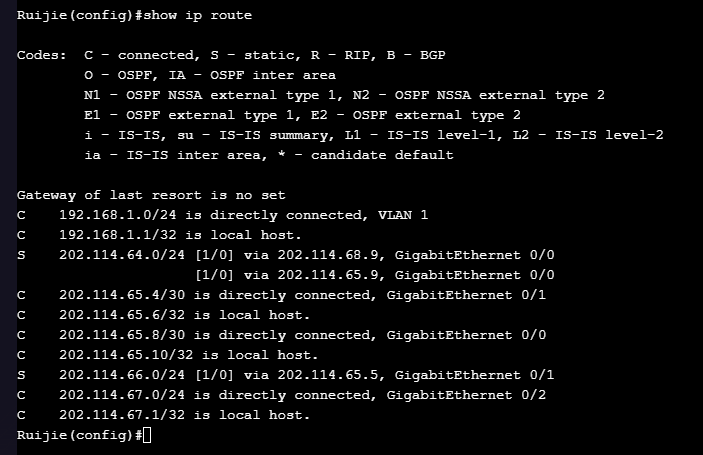 Ruijie(config)#show ip route
Codes:  C - connected, S - static, R - RIP, B - BGP
        O - OSPF, IA - OSPF inter area
        N1 - OSPF NSSA external type 1, N2 - OSPF NSSA external type 2
        E1 - OSPF external type 1, E2 - OSPF external type 2
        i - IS-IS, su - IS-IS summary, L1 - IS-IS level-1, L2 - IS-IS level-2
        ia - IS-IS inter area, * - candidate default
Gateway of last resort is no set
C    192.168.1.0/24 is directly connected, VLAN 1
C    192.168.1.1/32 is local host.
S    202.114.64.0/24 [1/0] via 202.114.68.9, GigabitEthernet 0/0
                     [1/0] via 202.114.65.9, GigabitEthernet 0/0
C    202.114.65.4/30 is directly connected, GigabitEthernet 0/1
C    202.114.65.6/32 is local host.
C    202.114.65.8/30 is directly connected, GigabitEthernet 0/0
C    202.114.65.10/32 is local host.
S    202.114.66.0/24 [1/0] via 202.114.65.5, GigabitEthernet 0/1
C    202.114.67.0/24 is directly connected, GigabitEthernet 0/2
C    202.114.67.1/32 is local host.
Ruijie(config)#